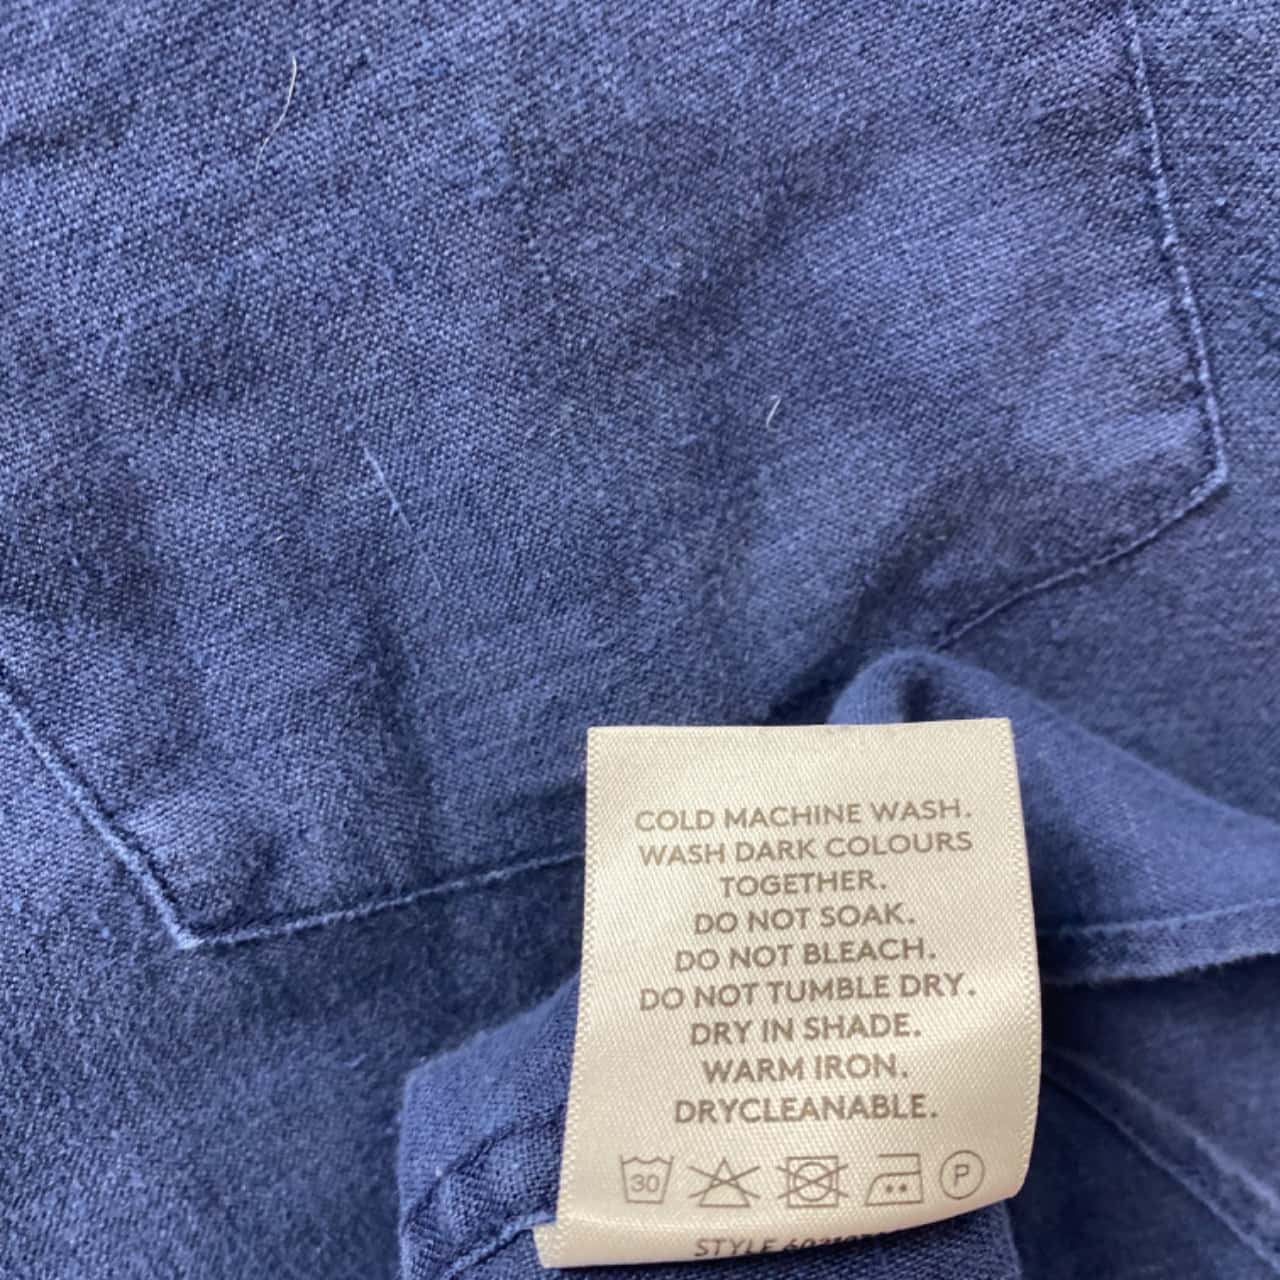 COLD MACHINE WASH.
WASH DARK COLOURS
TOGETHER.
DO NOT SOAK.
DO NOT BLEACH.
DO NOT TUMBLE DRY.
DRY IN SHADE.
WARM IRON.
DRYCLEANABLE.
30 P
STYLE